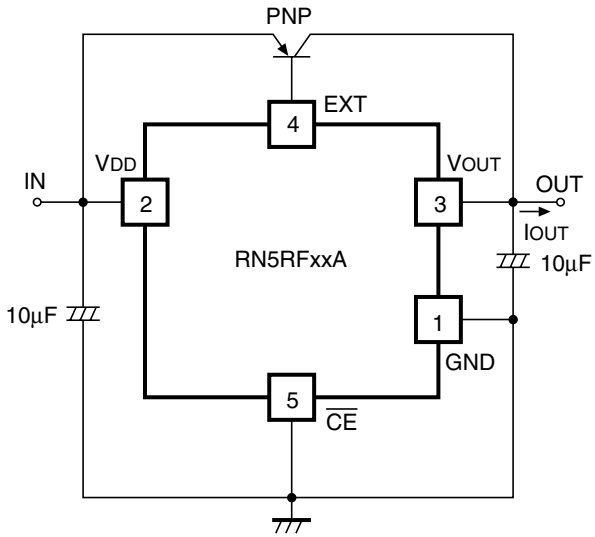 PNP
EXT
4
VDD
VOUT
IN
OUT
2
3
IOUT
RN5RFxxA
10μF
10μF
1
GND
5
CE